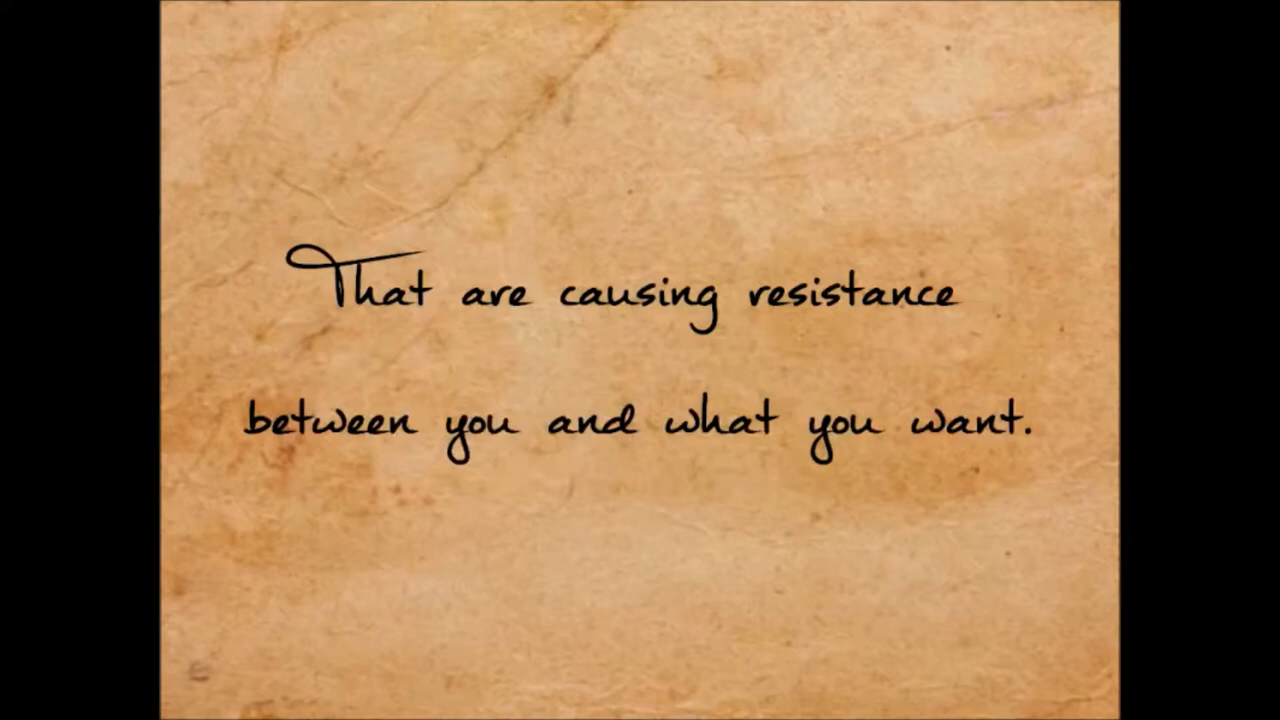 That are causing resistance
between you and what you want.